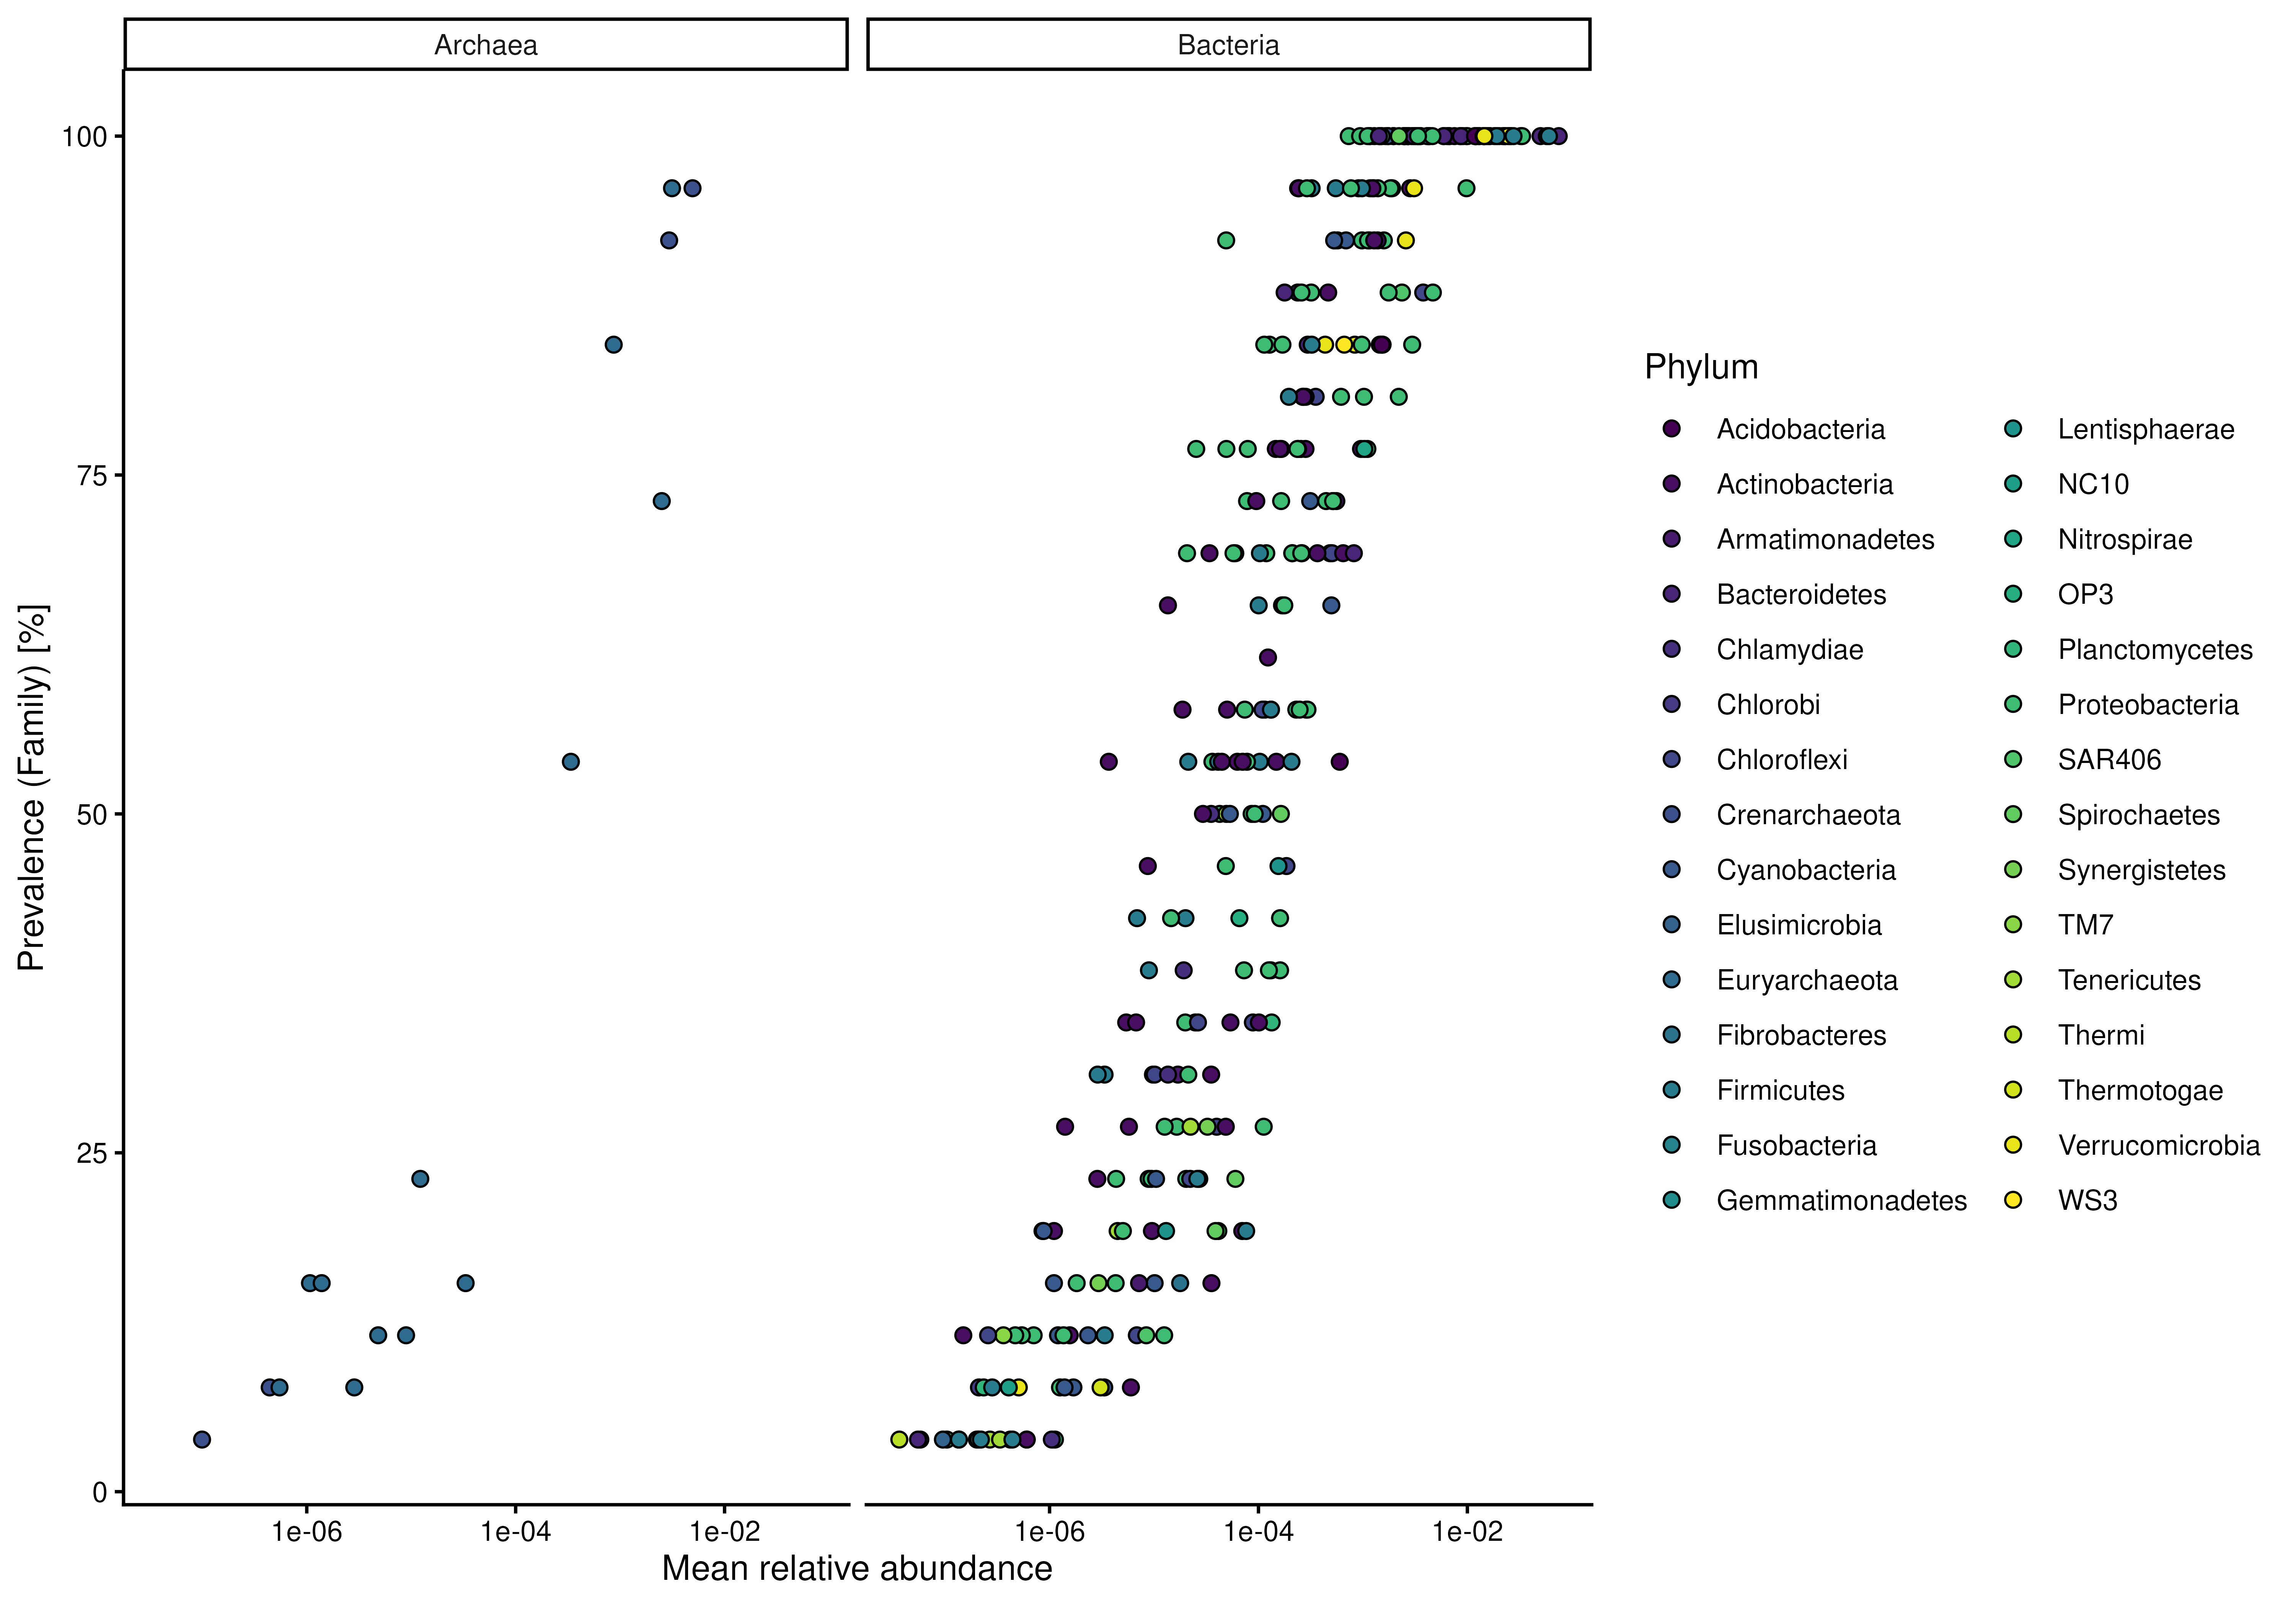 Archaea
Bacteria
Prevalence (Family) [%]
100
75
50
25
0
1e-06
1e-04
1e-02
1e-06
1e-04
1e-02
Mean relative abundance
Phylum
Acidobacteria
Actinobacteria
Armatimonadetes
Bacteroidetes
Chlamydiae
Chlorobi
Chloroflexi
Crenarchaeota
Cyanobacteria
Elusimicrobia
Euryarchaeota
Fibrobacteres
Firmicutes
Fusobacteria
Gemmatimonadetes
Lentisphaerae
NC10
Nitrospirae
OP3
Planctomycetes
Proteobacteria
SAR406
Spirochaetes
Synergistetes
TM7
Tenericutes
Thermi
Thermotogae
Verrucomicrobia
WS3